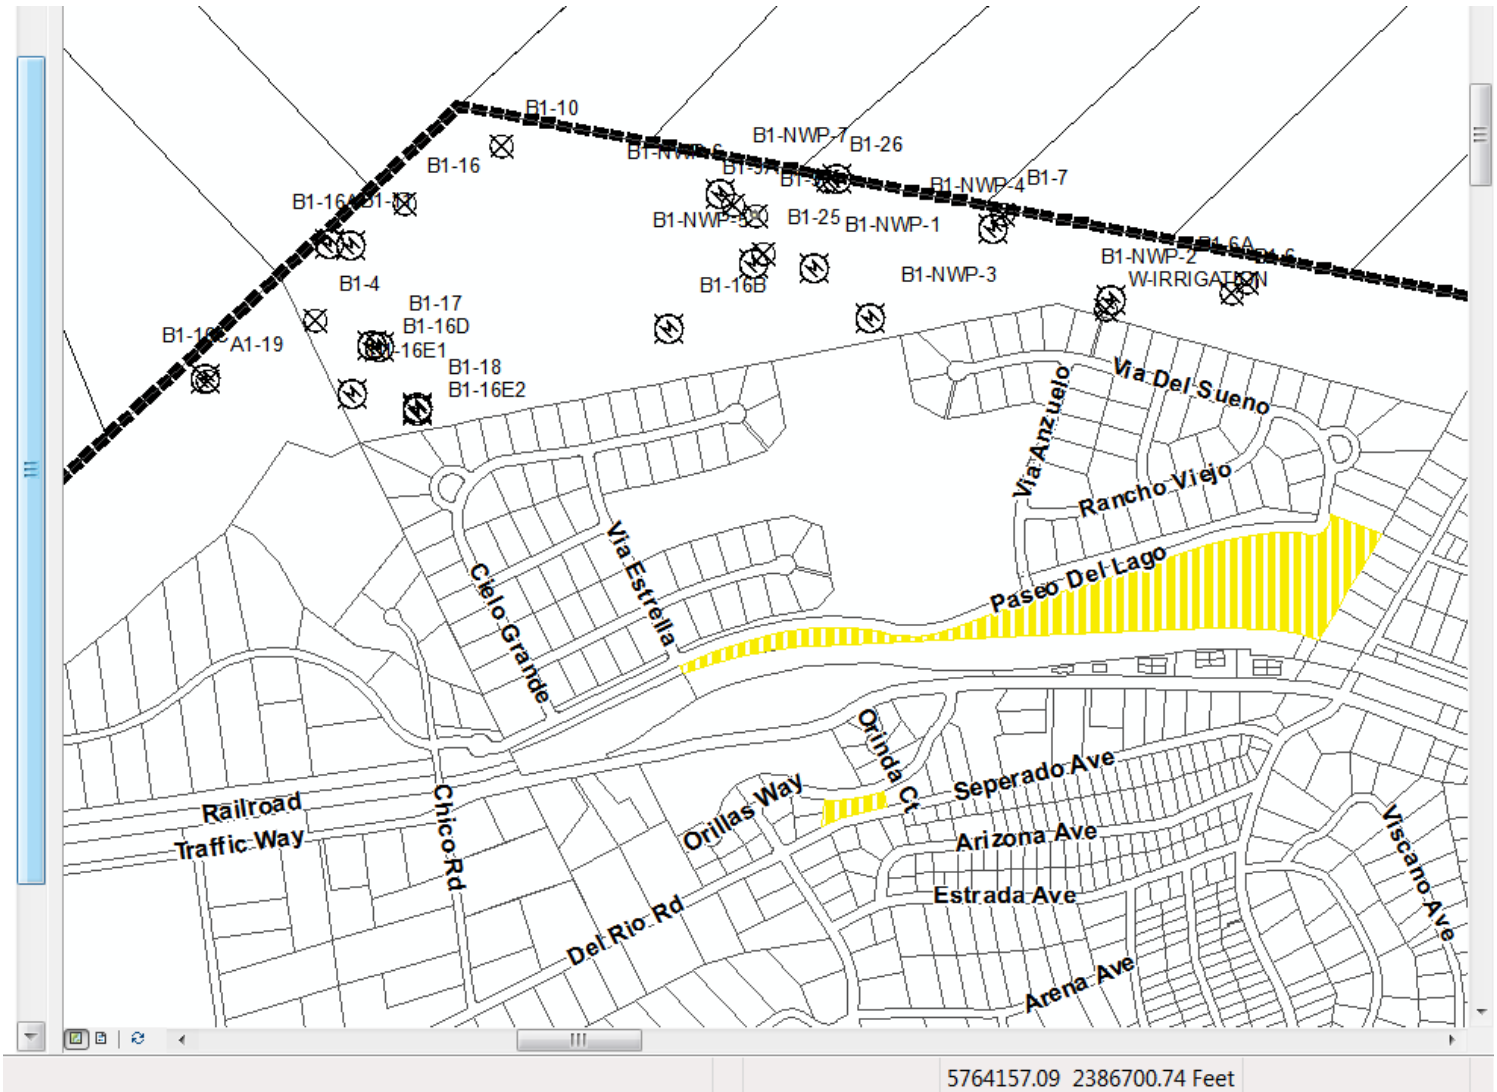 B1-10
B1-NWP-7
B1-26
B1-16
B1-NWP-4
B1-7
B1-NWP-5
B1-25
B1-NWP-1
B1-6A
B1-NWP-2
B1-NWP-3
W-IRRIGATION
B1-4
B1-16B
B1-17
B1-16D
A1-19
B1-16E1
B1-18
B1-16E2
Via Del Sueno
Via Anzuelo
Rancho Viejo
Via Estrella
Paseo Del Lago
Cielo Grande
Orinda Ct
Seperado Ave
Orillas Way
Railroad
Traffic Way
Chico Rd
Arizona Ave
Viscano Ave
Estrada Ave
Del Rio Rd
Arena Ave
5764157.09 2386700.74 Feet